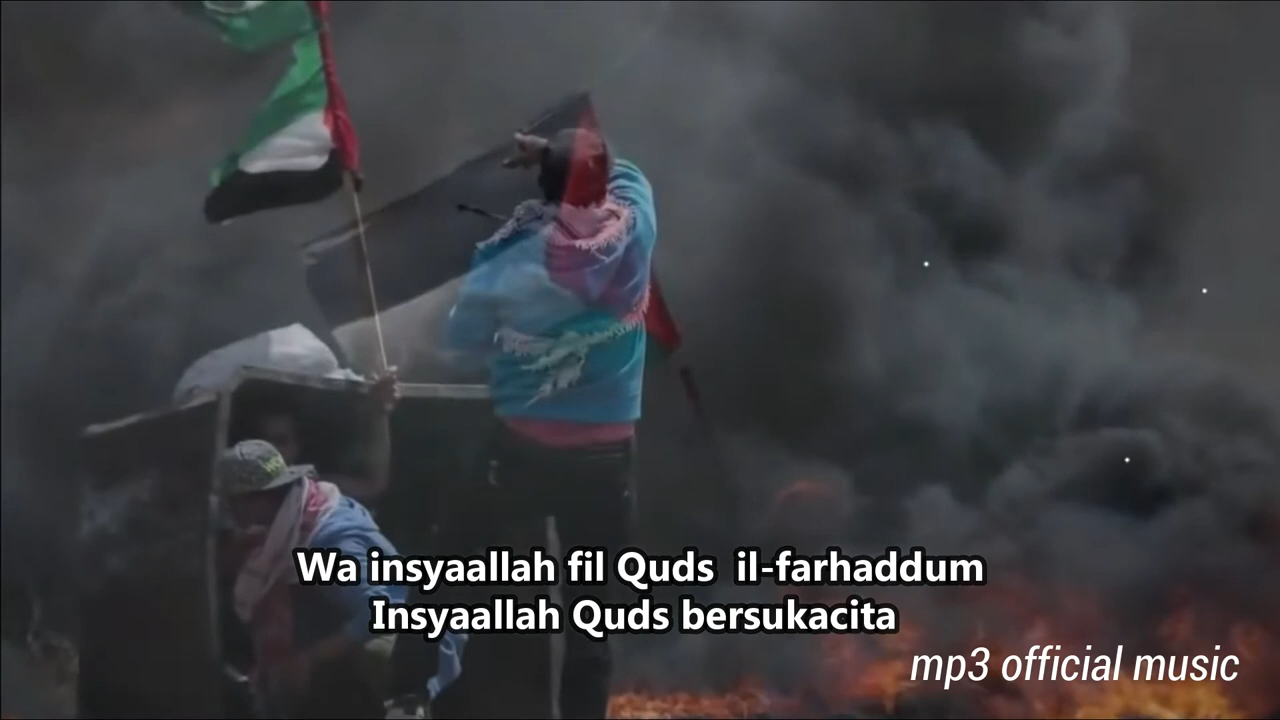 Wa insyaallah fil Quds  il-farhaddum
Insyaallah Quds bersukacita
mp3 official music